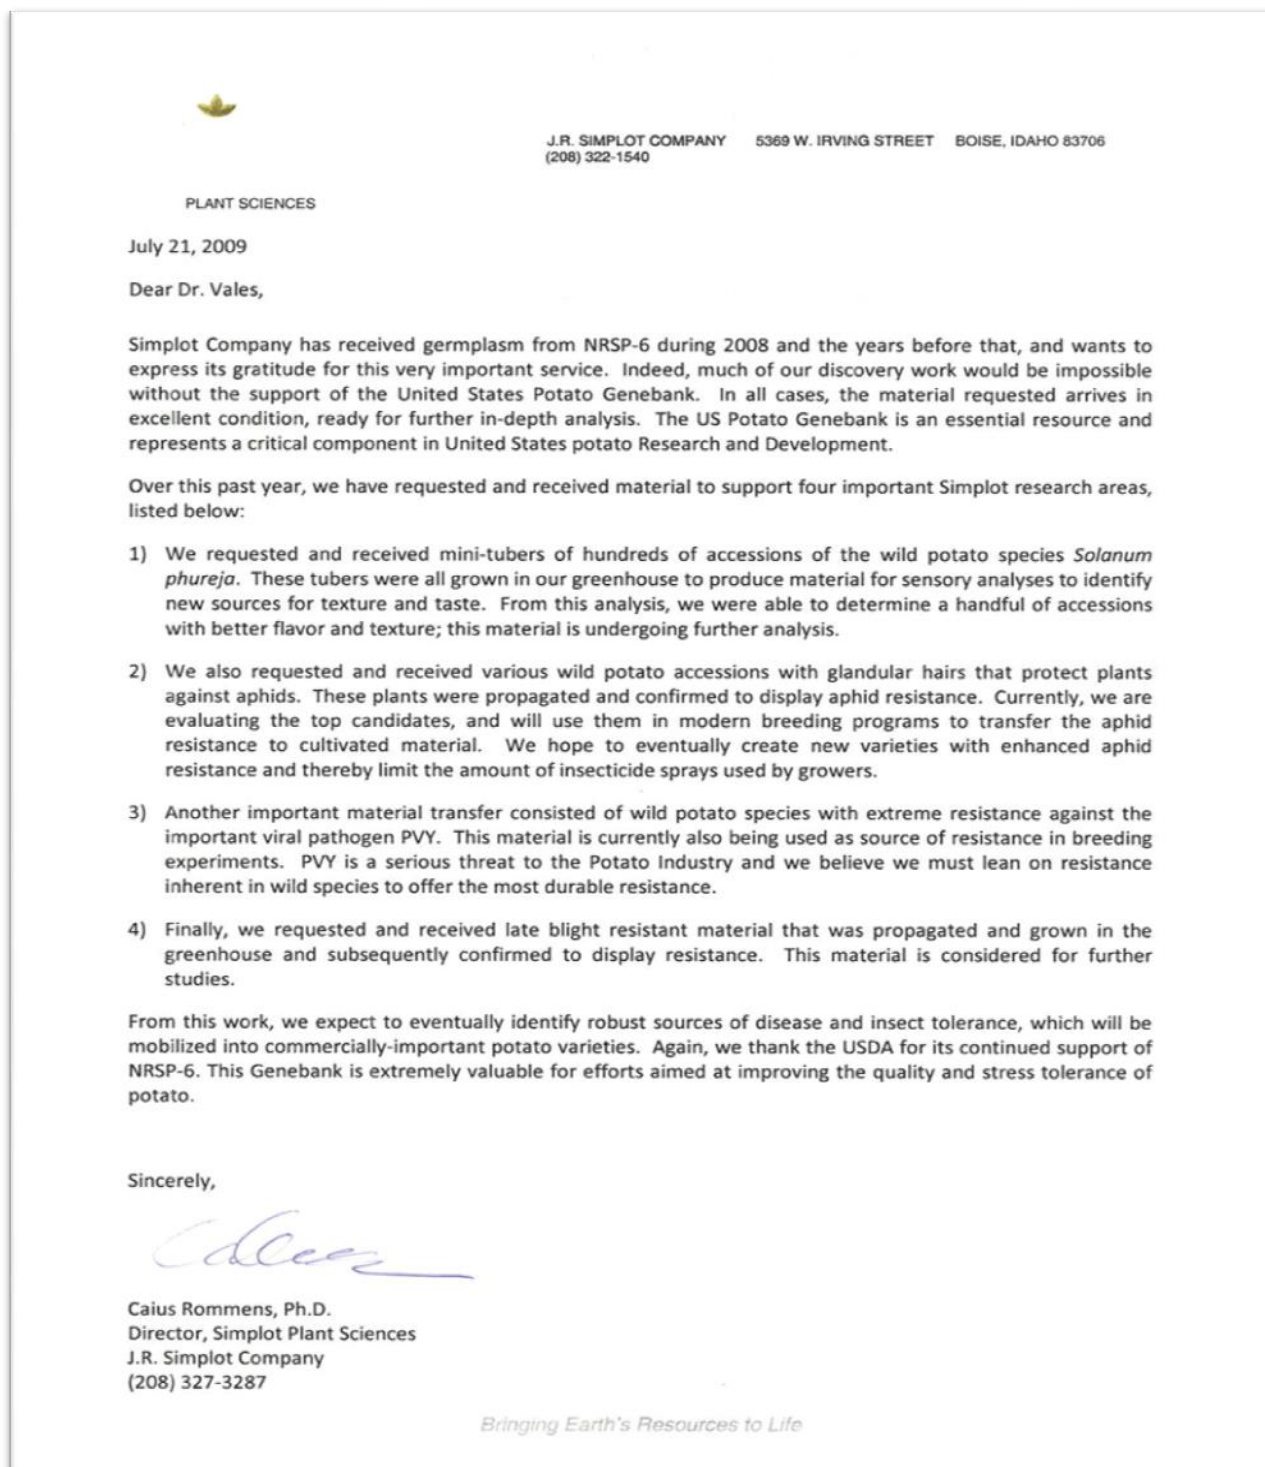 J.R. SIMPLOT COMPANY 5369 W. IRVING STREET BOISE, IDAHO 83706
(208) 322-1540
PLANT SCIENCES
July 21, 2009
Dear Dr. Vales,
Simplot Company has received germplasm from NRSP-6 during 2008 and the years before that, and wants to
express its gratitude for this very important service. Indeed, much of our discovery work would be impossible
without the support of the United States Potato Genebank. In all cases, the material requested arrives in
excellent condition, ready for further in-depth analysis. The US Potato Genebank is an essential resource and
represents a critical component in United States potato Research and Development.
Over this past year, we have requested and received material to support four important Simplot research areas,
listed below:
1) We requested and received mini-tubers of hundreds of accessions of the wild potato species Solanum
phureja. These tubers were all grown in our greenhouse to produce material for sensory analyses to identify
new sources for texture and taste. From this analysis, we were able to determine a handful of accessions
with better flavor and texture; this material is undergoing further analysis.
2) We also requested and received various wild potato accessions with glandular hairs that protect plants
against aphids. These plants were propagated and confirmed to display aphid resistance. Currently, we are
evaluating the top candidates, and will use them in modern breeding programs to transfer the aphid
resistance to cultivated material. We hope to eventually create new varieties with enhanced aphid
resistance and thereby limit the amount of insecticide sprays used by growers.
3) Another important material transfer consisted of wild potato species with extreme resistance against the
important viral pathogen PVY. This material is currently also being used as source of resistance in breeding
experiments. PVY is a serious threat to the Potato Industry and we believe we must lean on resistance
inherent in wild species to offer the most durable resistance.
4) Finally, we requested and received late blight resistant material that was propagated and grown in the
greenhouse and subsequently confirmed to display resistance. This material is considered for further
studies.
From this work, we expect to eventually identify robust sources of disease and insect tolerance, which will be
mobilized into commercially-important potato varieties. Again, we thank the USDA for its continued support of
NRSP-6. This Genebank is extremely valuable for efforts aimed at improving the quality and stress tolerance of
potato.
Sincerely,
Caius Rommens, Ph.D.
Director, Simplot Plant Sciences
J.R. Simplot Company
(208) 327-3287
Bringing Earth's Resources to Life